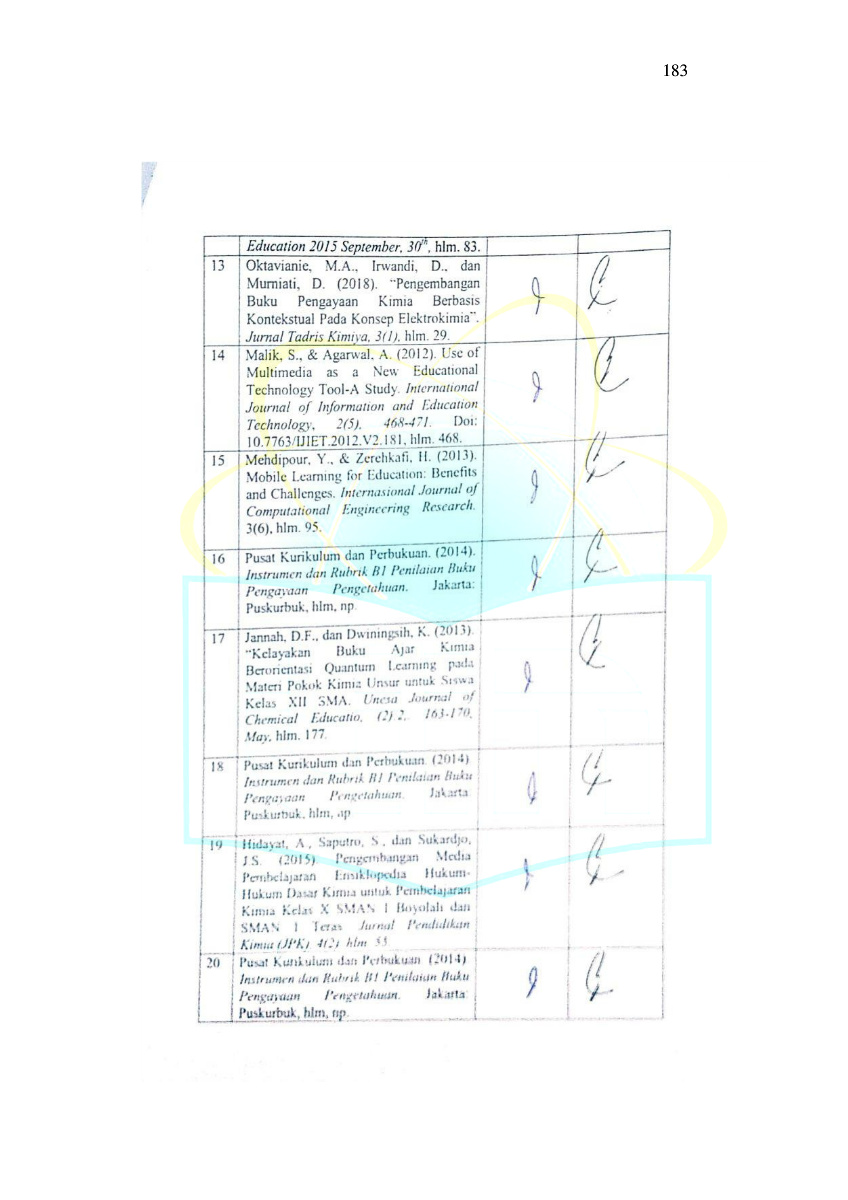 183
Education 2015 September, 30th, hlm. 83.
13 Oktavianie, M.A., Irwandi, D., dan
Murniati, D. (2018). "Pengembangan
Buku Pengayaan Kimia Berbasis
Kontekstual Pada Konsep Elektrokimia".
Jurnal Tadris Kimiya, 3(1), hlm. 29.
14 Malik, S., & Agarwal, A. (2012). Use of
Multimedia as a New Educational
Technology Tool-A Study. International
Journal of Information and Education
Technology, 2(5), 468-471. Doi:
10.7763/IJIET.2012.V2.181, hlm. 468.
15 Mehdipour, Y., & Zerehkafi, H. (2013).
Mobile Learning for Education: Benefits
and Challenges. Internasional Journal of
Computational Engineering Research.
3(6), hlm. 95.
16 Pusat Kurikulum dan Perbukuan. (2014).
Instrumen dan Rubrik B1 Penilaian Buku
Pengayaan Pengetahuan. Jakarta:
Puskurbuk, hlm, np.
17 Jannah, D.F., dan Dwiningsih, K. (2013).
"Kelayakan Buku Ajar Kimia
Berorientasi Quantum Learning pada
Materi Pokok Kimia Unsur untuk Siswa
Kelas XII SMA. Unesa Journal of
Chemical Educatio, (2) 2, 163-170,
May, hlm. 177.
18 Pusat Kurikulum dan Perbukuan. (2014)
Instrumen dan Rubrik B1 Penilaian Buku
Pengayaan Pengetahuan. Jakarta
Puskurbuk, hlm, np
19 Hidayat, A., Saputro, S., dan Sukardjo,
J.S. (2015). Pengembangan Media
Pembelajaran Ensiklopedia Hukum-
Hukum Dasar Kimia untuk Pembelajaran
Kimia Kelas X SMAN 1 Boyolali dan
SMAN 1 Teras Jurnal Pendidikan
Kimia (JPK), 4(2) hlm
20 Pusat Kurikulum dan Perbukuan (2014)
Instrumen dan Rubrik B1 Penilaian Buku
Pengayaan Pengetahuan. Jakarta:
Puskurbuk, hlm, np.